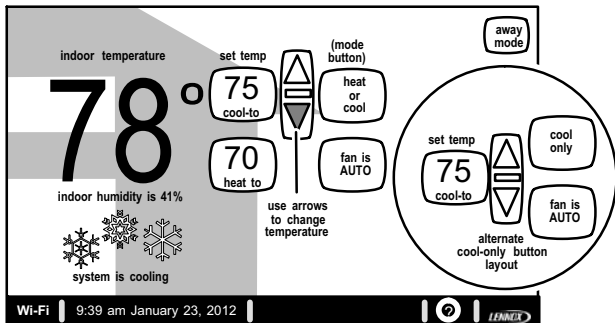 away
mode
indoor temperature
set temp
(mode
button)
78°
75
cool-to
heat
or
cool
70
heat to
fan is
AUTO
indoor humidity is 41%
use arrows
to change
temperature
system is cooling
set temp
75
cool-to
cool
only
fan is
AUTO
alternate
cool-only button
layout
Wi-Fi
9:39 am January 23, 2012
?
LENNOX